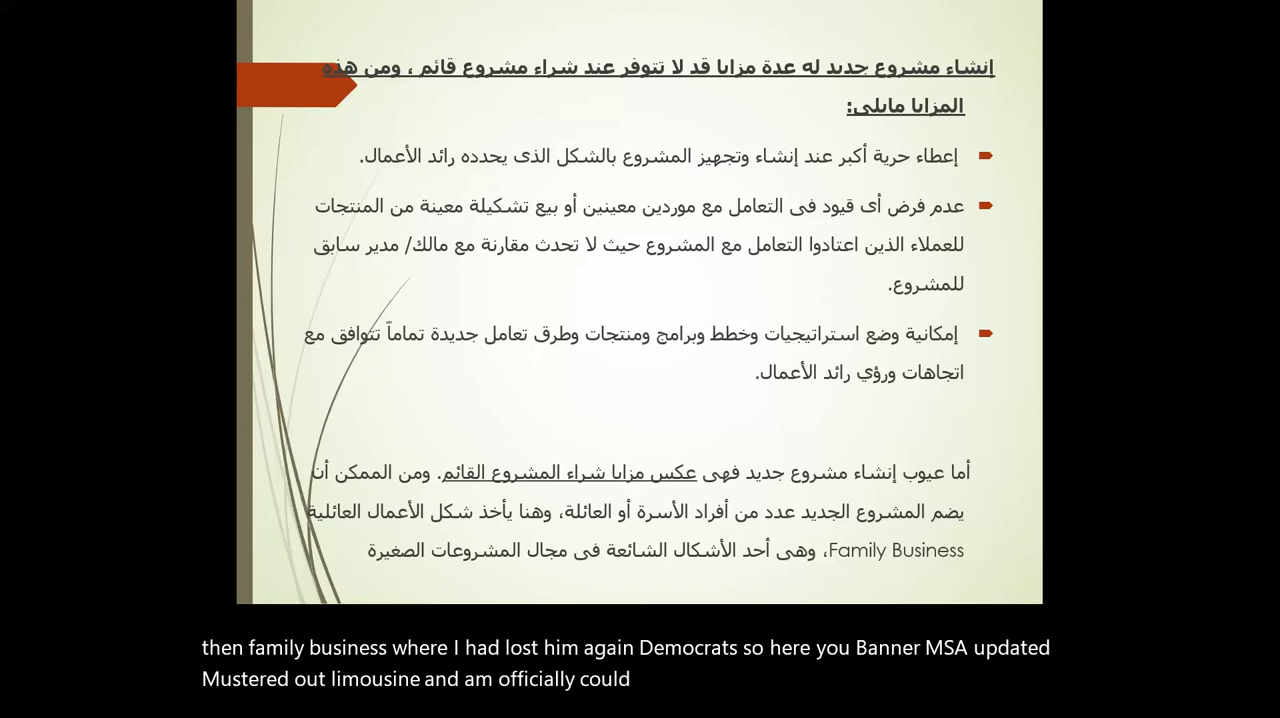 إنشاء مشروع جديد له عدة مزايا قد لا تتوفر عند شراء مشروع قائم ، ومن هذه
المزايا مايلى:
إعطاء حرية أكبر عند إنشاء وتجهيز المشروع بالشكل الذى يحدده رائد الأعمال.
عدم فرض أى قيود فى التعامل مع موردين معينين أو بيع تشكيلة معينة من المنتجات
للعملاء الذين اعتادوا التعامل مع المشروع حيث لا تحدث مقارنة مع مالك/ مدير سابق
للمشروع.
إمكانية وضع استراتيجيات وخطط وبرامج ومنتجات وطرق تعامل جديدة تماماً تتوافق مع
اتجاهات ورؤي رائد الأعمال.
أما عيوب إنشاء مشروع جديد فهى عكس مزايا شراء المشروع القائم. ومن الممكن أن
يضم المشروع الجديد عدد من أفراد الأسرة أو العائلة، وهنا يأخذ شكل الأعمال العائلية
Family Business، وهى أحد الأشكال الشائعة فى مجال المشروعات الصغيرة
then family business where I had lost him again Democrats so here you Banner MSA updated
Mustered out limousine and am officially could